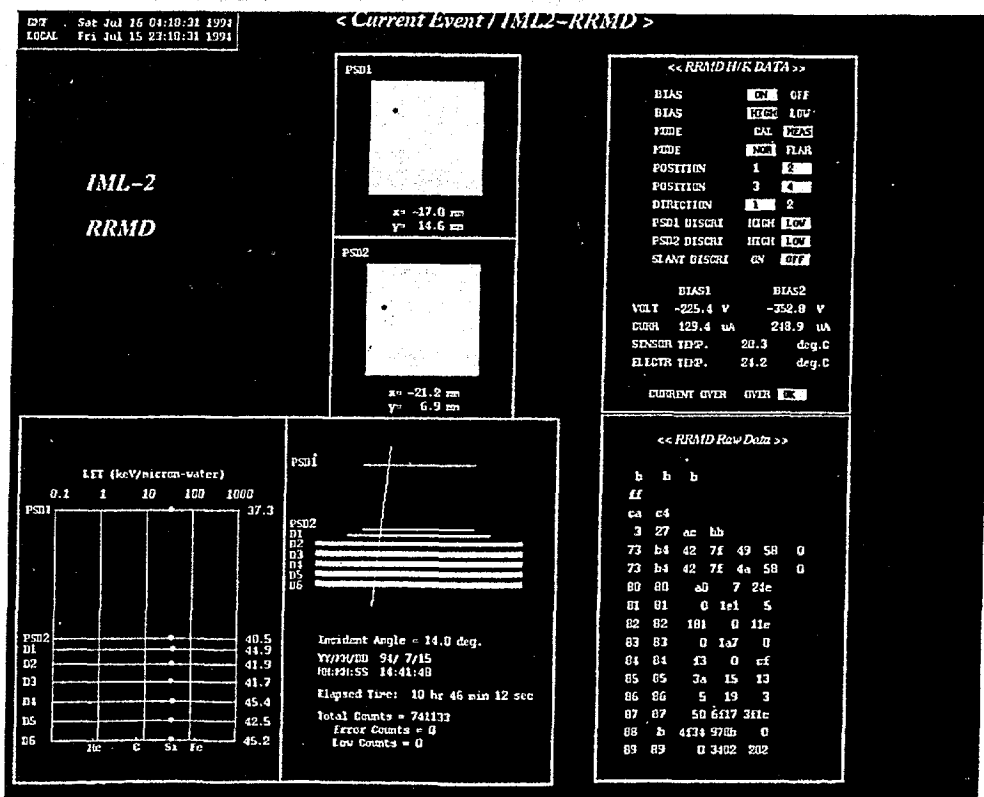 < Current Event / IML2-RRMD >
Sat Jul 16
LOCAL Fri Jul 15
IML-2
RRMD
PSD1
x= -17.0 mm
y= 14.6 mm
PSD2
x= -21.2 mm
y= 6.9 mm
<< RRMD H/K DATA >>
BIAS ON OFF
BIAS HIGH LOW
MODE CAL MEAS
MODE NOR FLAR
POSITION 1 2
POSITION 3 4
DIRECTION 1 2
PSD1 DISCRI HIGH LOW
PSD2 DISCRI HIGH LOW
SLANT DISCRI ON OFF
BIAS1 BIAS2
VOLT -225.4 V -352.8 V
CURR 129.4 uA 248.9 uA
SENSOR TEMP. 20.3 deg.C
ELECTR TEMP. 24.2 deg.C
CURRENT OVER OVER OK
LET (keV/micron-water)
0.1 1 10 100 1000
PSD1 37.3
PSD2 40.5
D1 44.9
D2 41.9
D3 41.7
D4 45.4
D5 42.5
D6 45.2
He C Si Fe
PSD1
PSD2
D1
D2
D3
D4
D5
D6
Incident Angle = 14.0 deg.
YY/MM/DD 94/ 7/15
HH:MM:SS 14:41:48
Elapsed Time: 10 hr 46 min 12 sec
Total Counts = 741133
Error Counts = 0
Low Counts = 0
<< RRMD Raw Data >>
b b b
ff
ca c4
3 27 ac bb
73 b4 42 7f 49 58 0
73 b4 42 7f 4a 58 0
80 80 a0 7 21e
81 81 0 1e1 5
82 82 181 0 11e
83 83 0 1a7 0
84 84 f3 0 cf
85 85 3a 15 13
86 86 5 19 3
87 87 50 6f17 3f1c
88 b 4f34 970b 0
89 89 0 3402 202